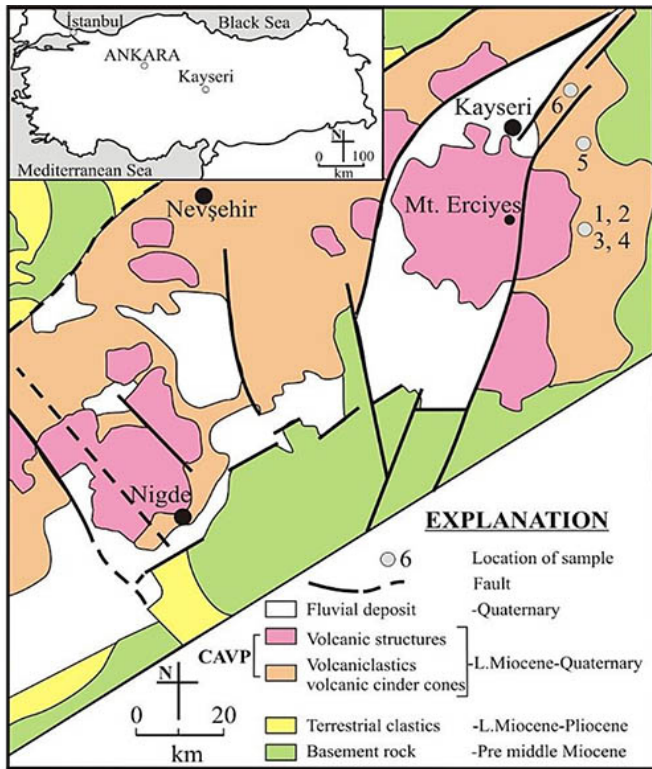 Black Sea
İstanbul
ANKARA
Kayseri
N
0 100
km
Mediterranean Sea
Kayseri
6
5
Nevşehir
Mt. Erciyes
1, 2
3, 4
Nigde
EXPLANATION
6 Location of sample
Fault
Fluvial deposit -Quaternary
Volcanic structures
CAVP -L.Miocene-Quaternary
Volcaniclastics
volcanic cinder cones
N
0 20
km
Terrestrial clastics -L.Miocene-Pliocene
Basement rock -Pre middle Miocene